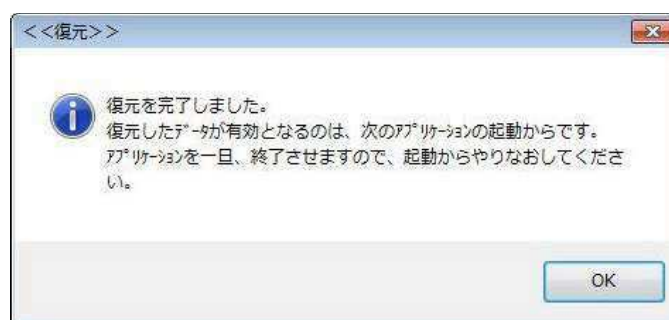 ＜＜復元＞＞
復元を完了しました。
復元したﾃﾞｰﾀが有効となるのは、次のｱﾌﾟﾘｹｰｼｮﾝの起動からです。
ｱﾌﾟﾘｹｰｼｮﾝを一旦、終了させますので、起動からやりなおしてくださ
い。
OK